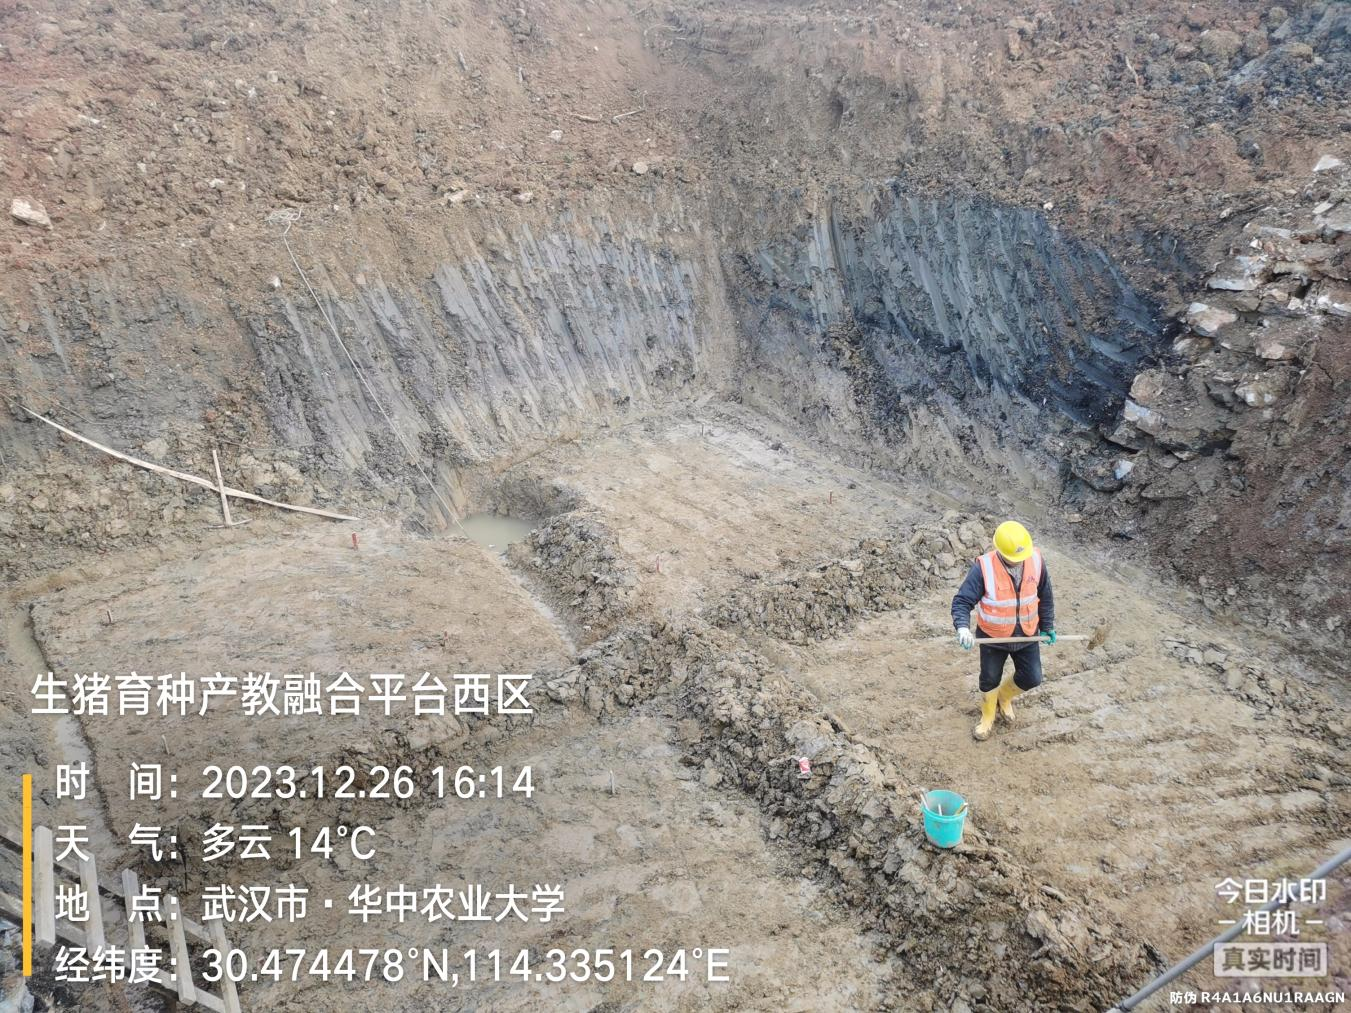 生猪育种产教融合平台西区
时　间：2023.12.26 16:14
天　气：多云 14°C
地　点：武汉市·华中农业大学
经纬度：30.474478°N,114.335124°E
今日水印
相机
真实时间
防伪 R4A1A6NU1RAAGN